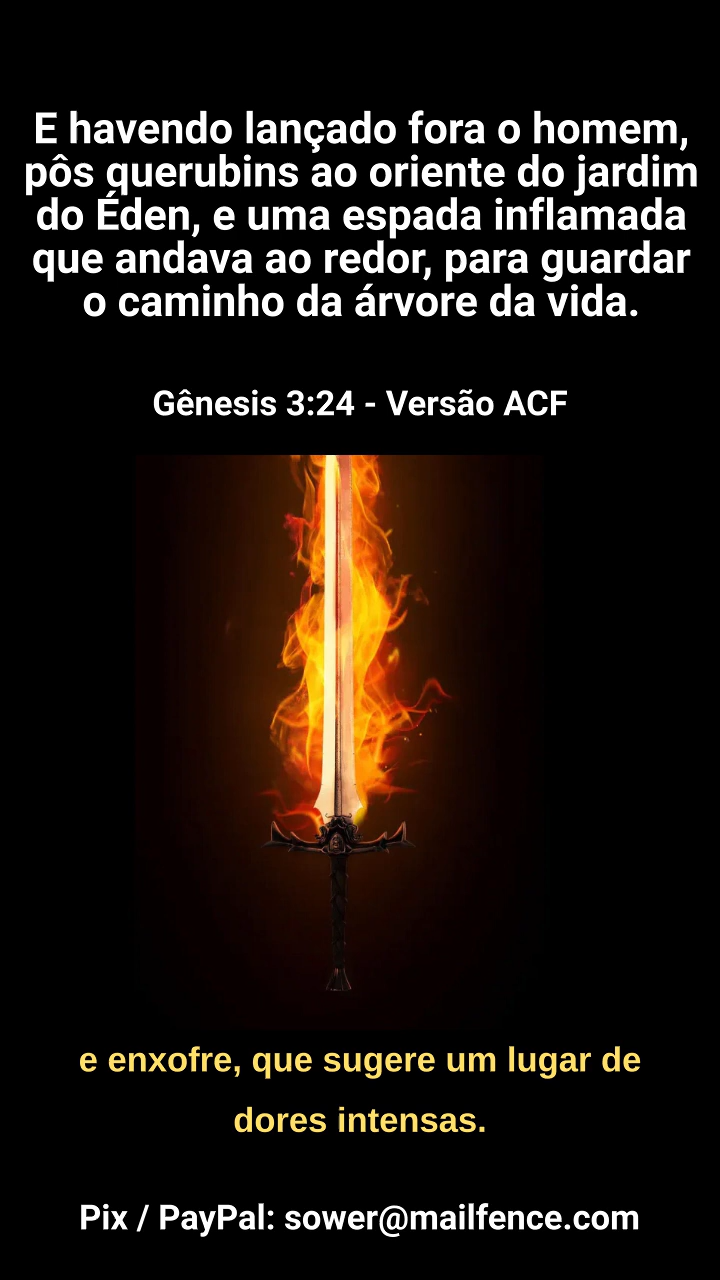 E havendo lançado fora o homem,
pôs querubins ao oriente do jardim
do Éden, e uma espada inflamada
que andava ao redor, para guardar
o caminho da árvore da vida.
Gênesis 3:24 - Versão ACF
e enxofre, que sugere um lugar de
dores intensas.
Pix / PayPal: sower@mailfence.com